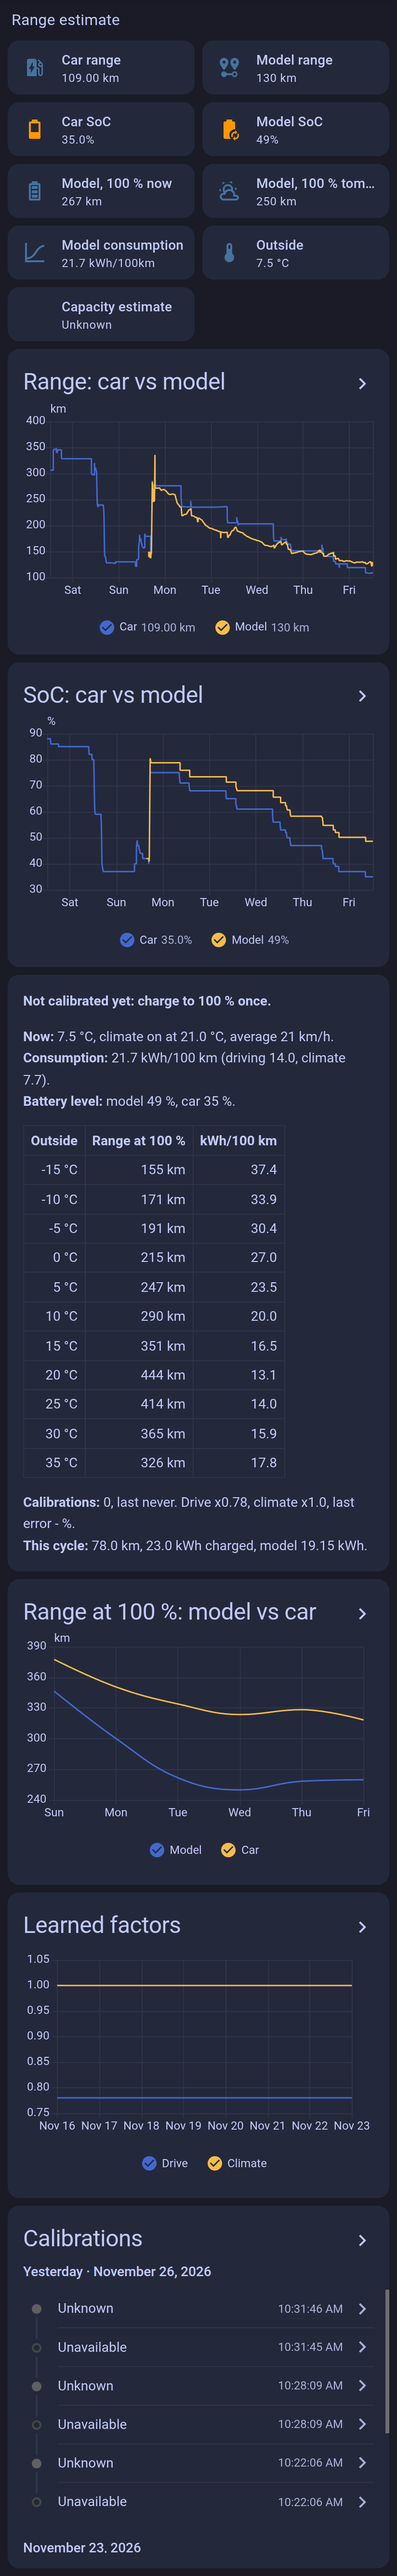 Range estimate
Car range
109.00 km
Model range
130 km
Car SoC
35.0%
Model SoC
49%
Model, 100 % now
267 km
Model, 100 % tom...
250 km
Model consumption
21.7 kWh/100km
Outside
7.5 °C
Capacity estimate
Unknown
Range: car vs model
km
400
350
300
250
200
150
100
Sat Sun Mon Tue Wed Thu Fri
Car 109.00 km Model 130 km
SoC: car vs model
%
90
80
70
60
50
40
30
Sat Sun Mon Tue Wed Thu Fri
Car 35.0% Model 49%
Not calibrated yet: charge to 100 % once.
Now: 7.5 °C, climate on at 21.0 °C, average 21 km/h.
Consumption: 21.7 kWh/100 km (driving 14.0, climate
7.7).
Battery level: model 49 %, car 35 %.
Outside Range at 100 % kWh/100 km
-15 °C 155 km 37.4
-10 °C 171 km 33.9
-5 °C 191 km 30.4
0 °C 215 km 27.0
5 °C 247 km 23.5
10 °C 290 km 20.0
15 °C 351 km 16.5
20 °C 444 km 13.1
25 °C 414 km 14.0
30 °C 365 km 15.9
35 °C 326 km 17.8
Calibrations: 0, last never. Drive x0.78, climate x1.0, last
error - %.
This cycle: 78.0 km, 23.0 kWh charged, model 19.15 kWh.
Range at 100 %: model vs car
km
390
360
330
300
270
240
Sun Mon Tue Wed Thu Fri
Model Car
Learned factors
1.05
1.00
0.95
0.90
0.85
0.80
0.75
Nov 16 Nov 17 Nov 18 Nov 19 Nov 20 Nov 21 Nov 22 Nov 23
Drive Climate
Calibrations
Yesterday · November 26, 2026
Unknown 10:31:46 AM
Unavailable 10:31:45 AM
Unknown 10:28:09 AM
Unavailable 10:28:09 AM
Unknown 10:22:06 AM
Unavailable 10:22:06 AM
November 23, 2026